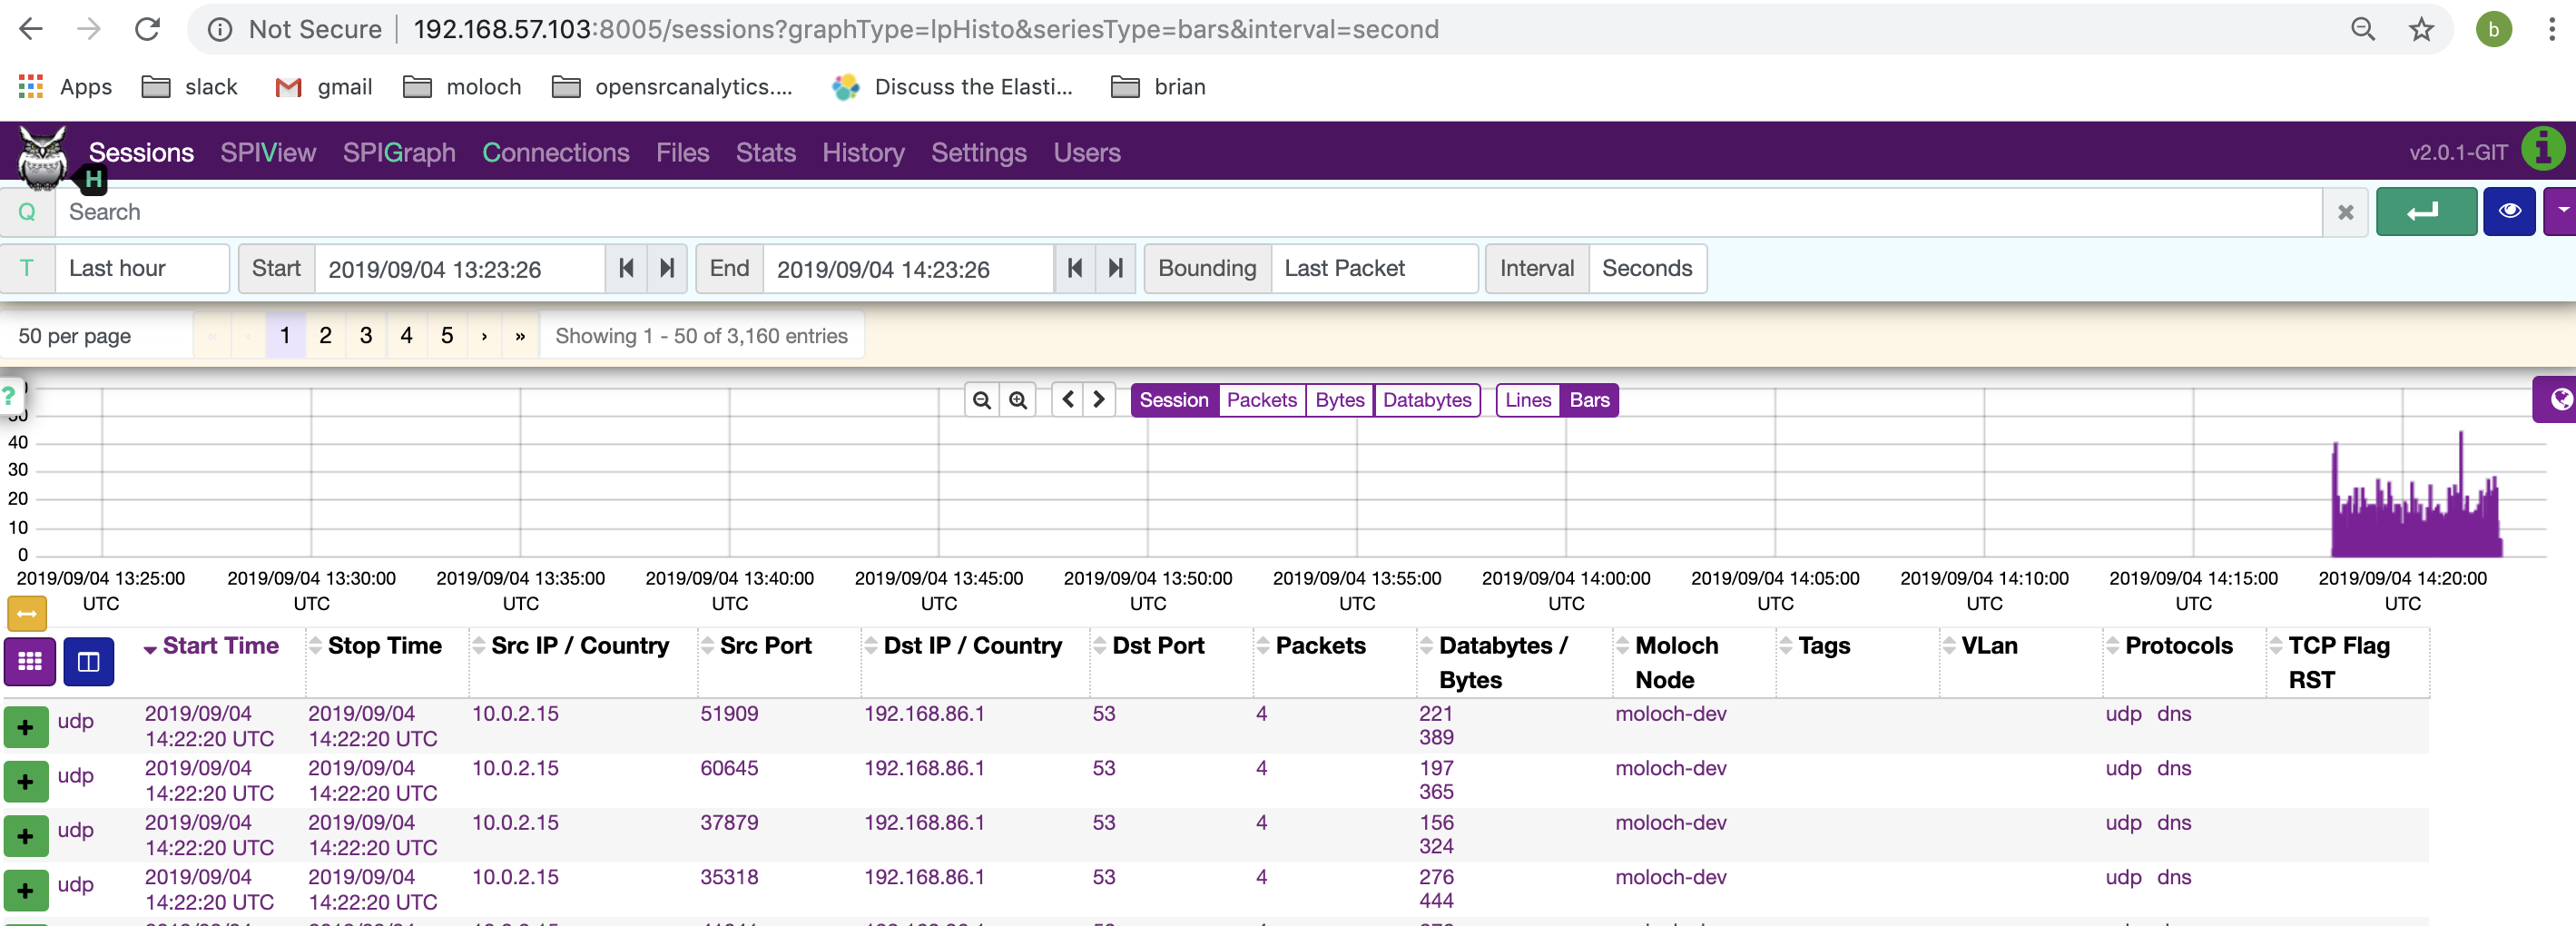 Not Secure | 192.168.57.103:8005/sessions?graphType=lpHisto&seriesType=bars&interval=second b
Apps slack gmail moloch opensrcanalytics.... Discuss the Elasti... brian
Sessions SPIView SPIGraph Connections Files Stats History Settings Users v2.0.1-GIT
H
Q Search
T Last hour Start 2019/09/04 13:23:26 End 2019/09/04 14:23:26 Bounding Last Packet Interval Seconds
50 per page « ‹ 1 2 3 4 5 › » Showing 1 - 50 of 3,160 entries
? Session Packets Bytes Databytes Lines Bars
40
30
20
10
0
2019/09/04 13:25:00 UTC 2019/09/04 13:30:00 UTC 2019/09/04 13:35:00 UTC 2019/09/04 13:40:00 UTC 2019/09/04 13:45:00 UTC 2019/09/04 13:50:00 UTC 2019/09/04 13:55:00 UTC 2019/09/04 14:00:00 UTC 2019/09/04 14:05:00 UTC 2019/09/04 14:10:00 UTC 2019/09/04 14:15:00 UTC 2019/09/04 14:20:00 UTC
Start Time Stop Time Src IP / Country Src Port Dst IP / Country Dst Port Packets Databytes / Bytes Moloch Node Tags VLan Protocols TCP Flag RST
udp 2019/09/04 14:22:20 UTC 2019/09/04 14:22:20 UTC 10.0.2.15 51909 192.168.86.1 53 4 221 389 moloch-dev udp dns
udp 2019/09/04 14:22:20 UTC 2019/09/04 14:22:20 UTC 10.0.2.15 60645 192.168.86.1 53 4 197 365 moloch-dev udp dns
udp 2019/09/04 14:22:20 UTC 2019/09/04 14:22:20 UTC 10.0.2.15 37879 192.168.86.1 53 4 156 324 moloch-dev udp dns
udp 2019/09/04 14:22:20 UTC 2019/09/04 14:22:20 UTC 10.0.2.15 35318 192.168.86.1 53 4 276 444 moloch-dev udp dns